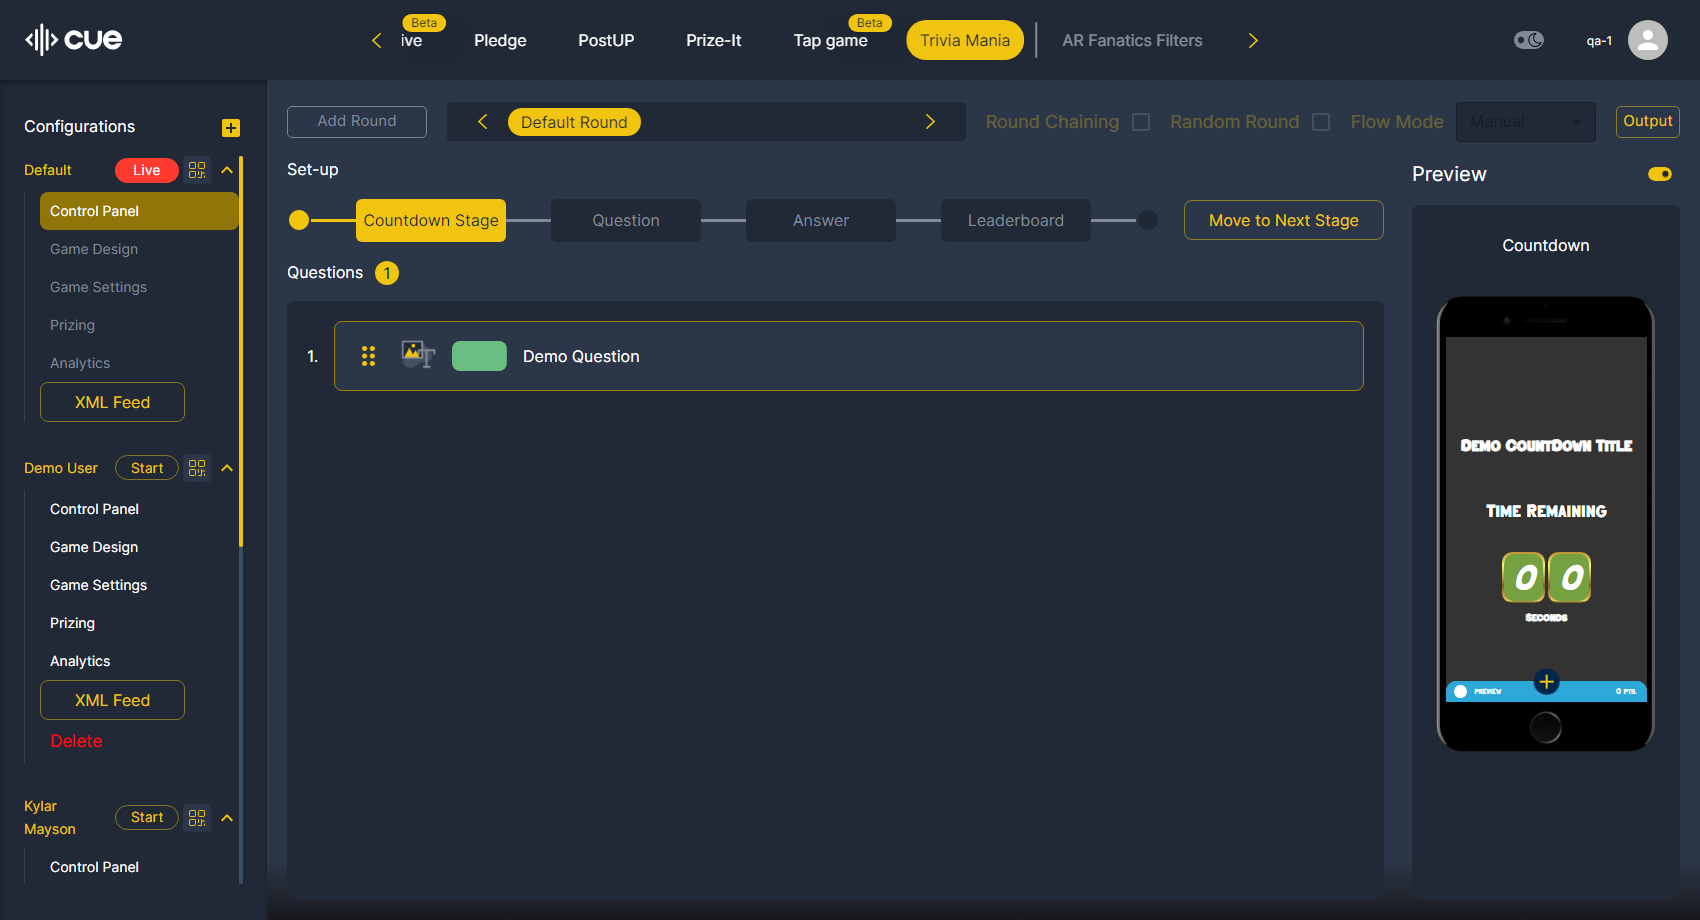 cue
Beta
ive
Pledge
PostUP
Prize-It
Tap game
Beta
Trivia Mania
AR Fanatics Filters
qa-1
Configurations
Default
Live
Control Panel
Game Design
Game Settings
Prizing
Analytics
XML Feed
Demo User
Start
Control Panel
Game Design
Game Settings
Prizing
Analytics
XML Feed
Delete
Kylar
Mayson
Start
Control Panel
Add Round
Default Round
Round Chaining
Random Round
Flow Mode
Manual
Output
Set-up
Countdown Stage
Question
Answer
Leaderboard
Move to Next Stage
Questions 1
1.
Demo Question
Preview
Countdown
Demo CountDown Title
Time Remaining
0 0
Seconds
PREVIEW
0 PTS.